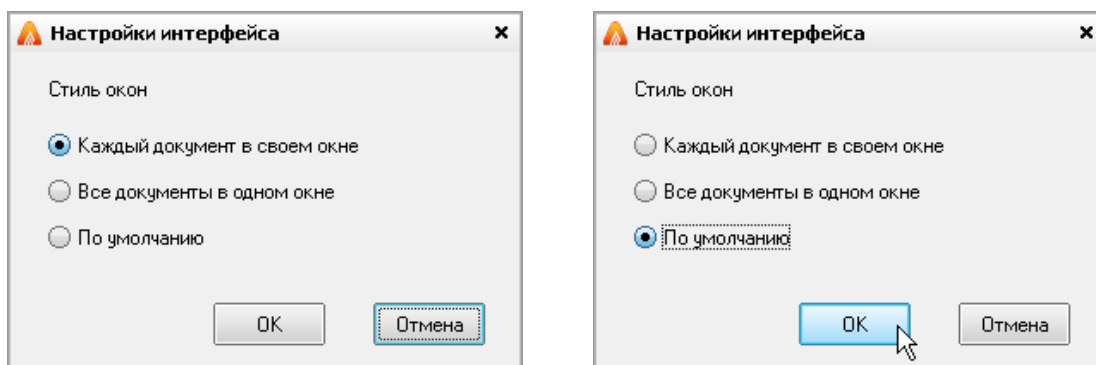 Настройки интерфейса
Стиль окон
Каждый документ в своем окне
Все документы в одном окне
По умолчанию
OK
Отмена
Настройки интерфейса
Стиль окон
Каждый документ в своем окне
Все документы в одном окне
По умолчанию
OK
Отмена